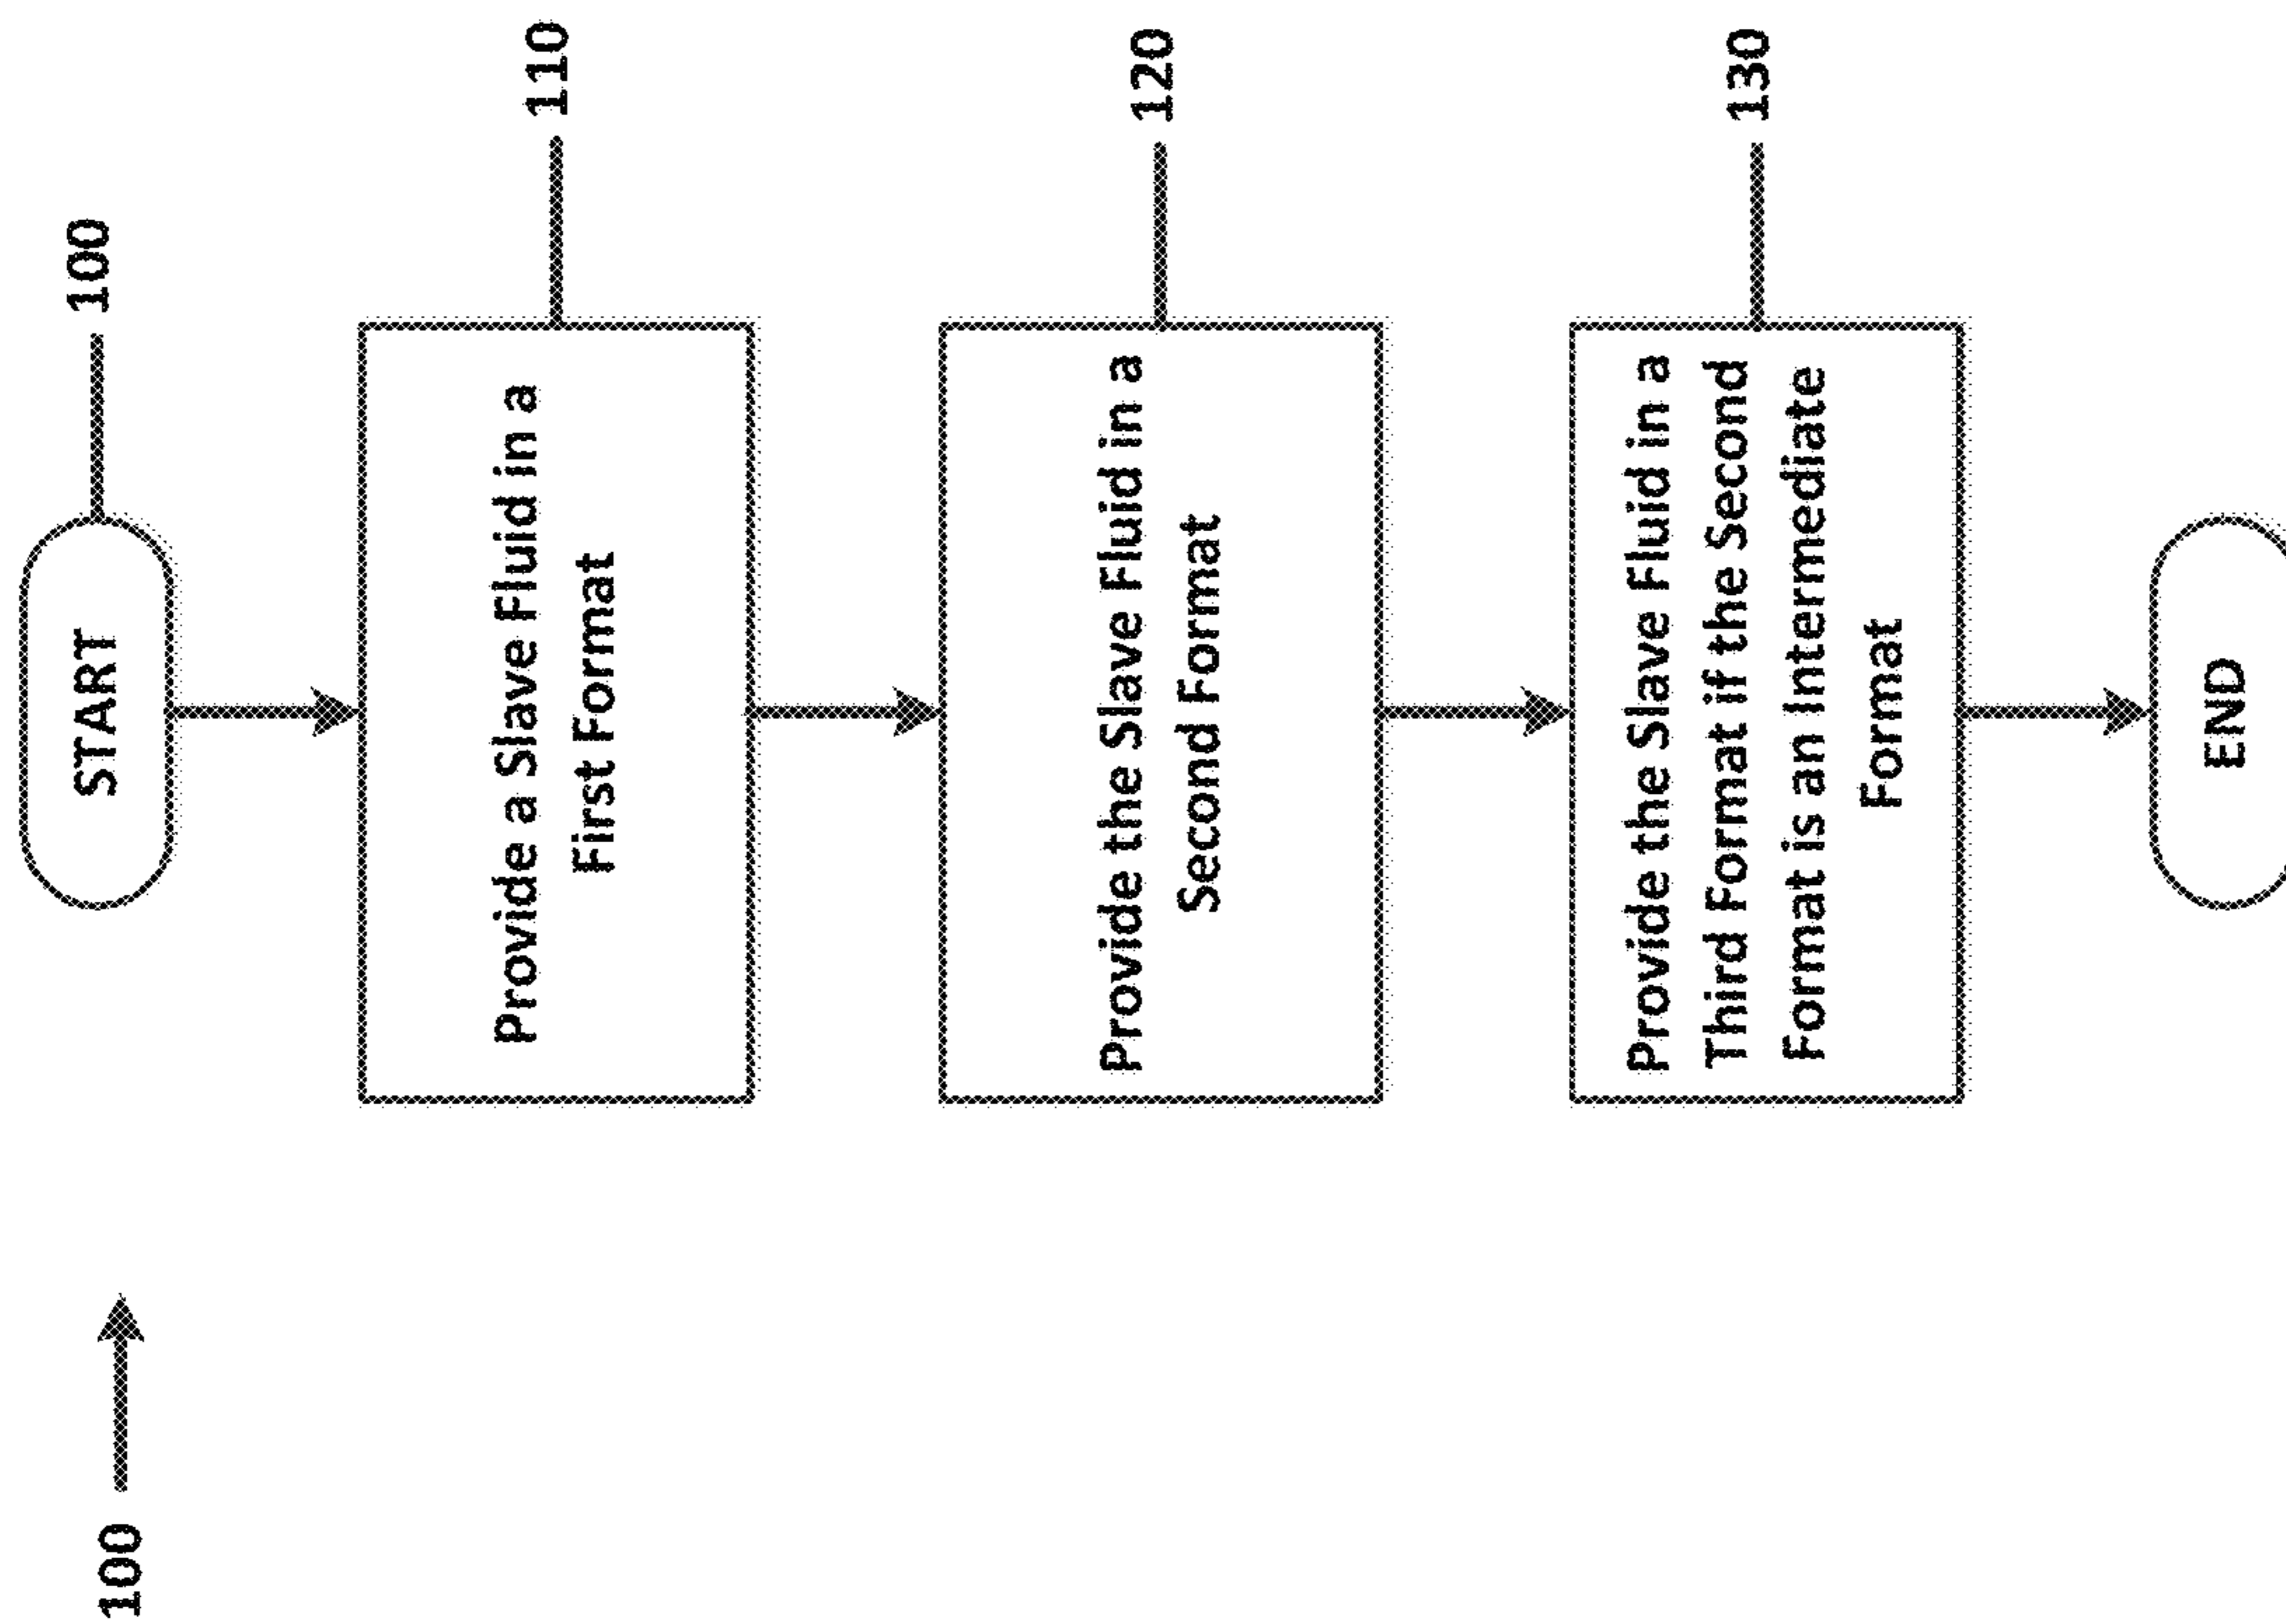 100
START
100
Provide a Slave Fluid in a
First Format
110
Provide the Slave Fluid in a
Second Format
120
Provide the Slave Fluid in a
Third Format if the Second
Format is an Intermediate
Format
130
END